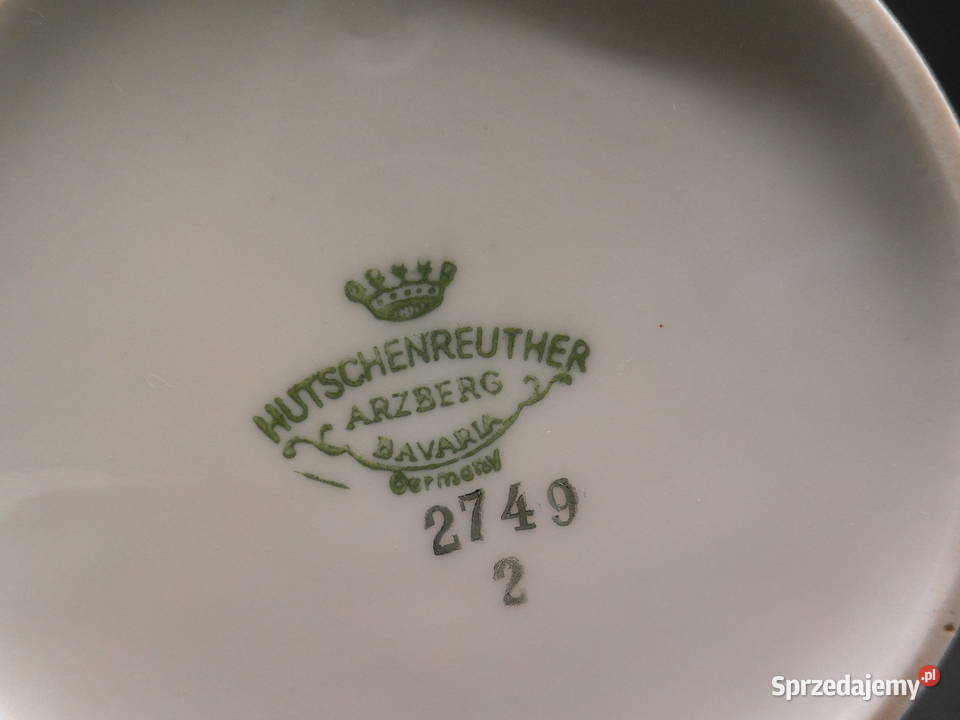 HUTSCHENREUTHER
ARZBERG
BAVARIA
Germany
2749
2
Sprzedajemy.pl